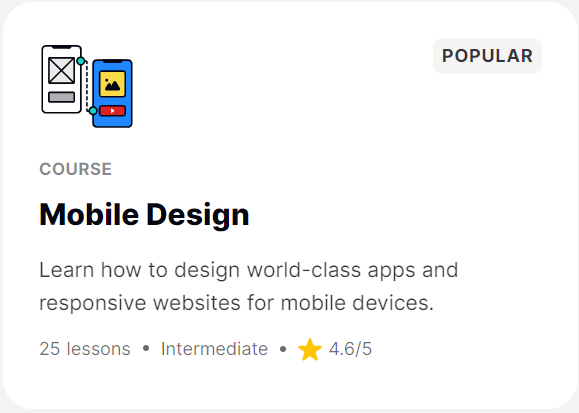 POPULAR
COURSE
Mobile Design
Learn how to design world-class apps and
responsive websites for mobile devices.
25 lessons • Intermediate • ⭐ 4.6/5